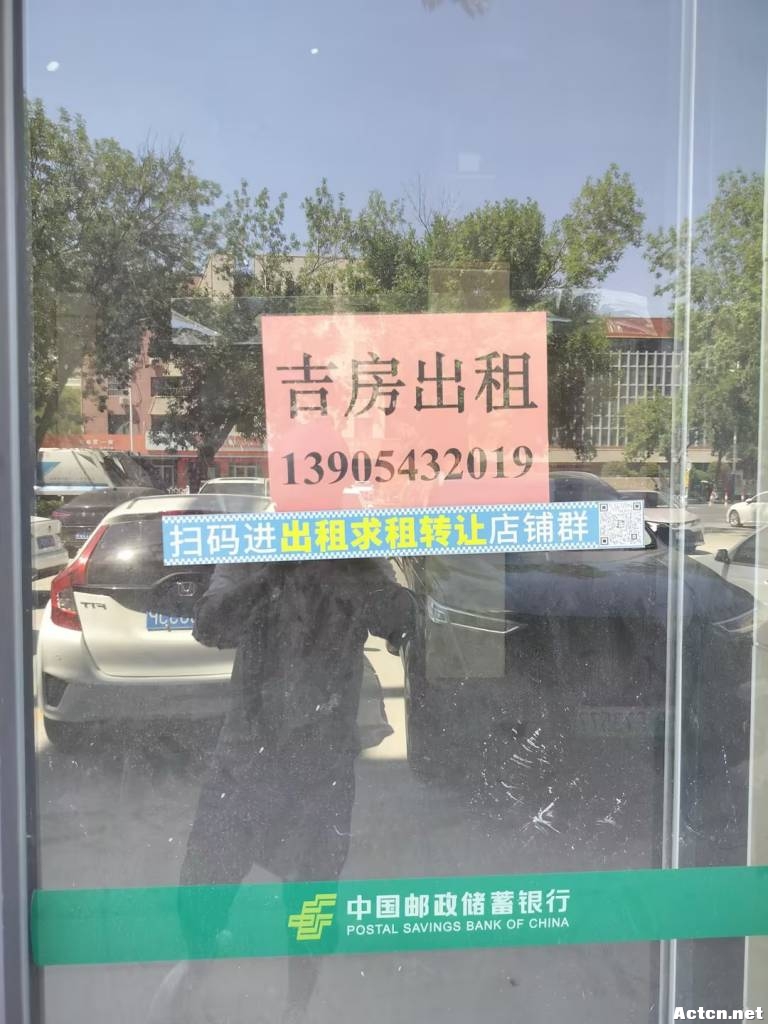 吉房出租
13905432019
扫码进出租求租转让店铺群
中国邮政储蓄银行
POSTAL SAVINGS BANK OF CHINA
Actcn.net